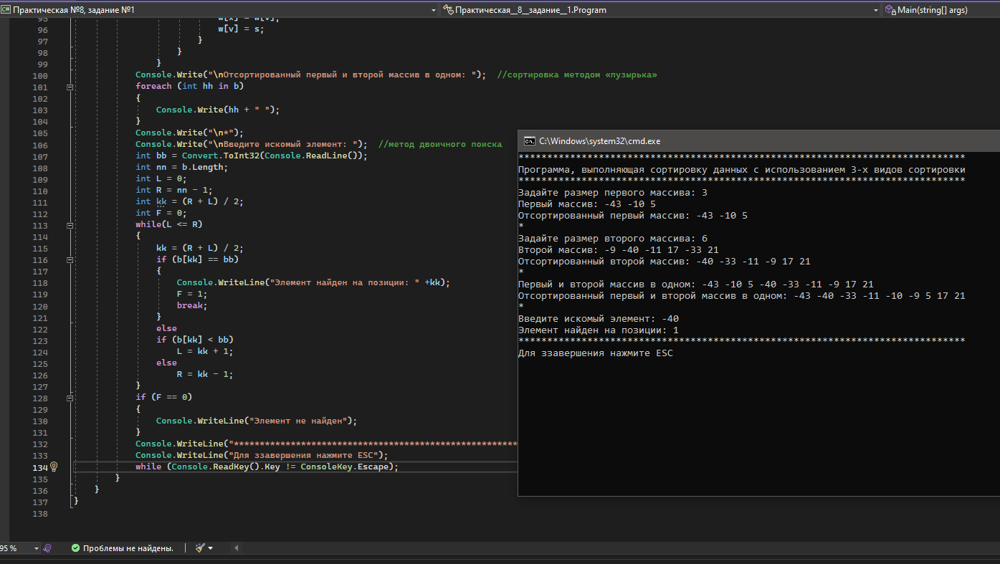 C# Практическая №8, задание №1
Практическая__8__задание__1.Program
Main(string[] args)
95
96 w[v] = s;
97 }
98 }
99 }
100 Console.Write("\nОтсортированный первый и второй массив в одном: "); //сортировка методом «пузырька»
101 foreach (int hh in b)
102 {
103 Console.Write(hh + " ");
104 }
105 Console.Write("\n*");
106 Console.Write("\nВведите искомый элемент: "); //метод двоичного поиска
107 int bb = Convert.ToInt32(Console.ReadLine());
108 int nn = b.Length;
109 int L = 0;
110 int R = nn - 1;
111 int kk = (R + L) / 2;
112 int F = 0;
113 while(L <= R)
114 {
115 kk = (R + L) / 2;
116 if (b[kk] == bb)
117 {
118 Console.WriteLine("Элемент найден на позиции: " +kk);
119 F = 1;
120 break;
121 }
122 else
123 if (b[kk] < bb)
124 L = kk + 1;
125 else
126 R = kk - 1;
127 }
128 if (F == 0)
129 {
130 Console.WriteLine("Элемент не найден");
131 }
132 Console.WriteLine("*******************************************************
133 Console.WriteLine("Для ззавершения нажмите ESC");
134 while (Console.ReadKey().Key != ConsoleKey.Escape);
135 }
136 }
137 }
138
95 %
Проблемы не найдены.
C:\Windows\system32\cmd.exe
******************************************************************************
Программа, выполняющая сортировку данных с использованием 3-х видов сортировки
******************************************************************************
Задайте размер первого массива: 3
Первый массив: -43 -10 5
Отсортированный первый массив: -43 -10 5
*
Задайте размер второго массива: 6
Второй массив: -9 -40 -11 17 -33 21
Отсортированный второй массив: -40 -33 -11 -9 17 21
*
Первый и второй массив в одном: -43 -10 5 -40 -33 -11 -9 17 21
Отсортированный первый и второй массив в одном: -43 -40 -33 -11 -10 -9 5 17 21
*
Введите искомый элемент: -40
Элемент найден на позиции: 1
******************************************************************************
Для ззавершения нажмите ESC